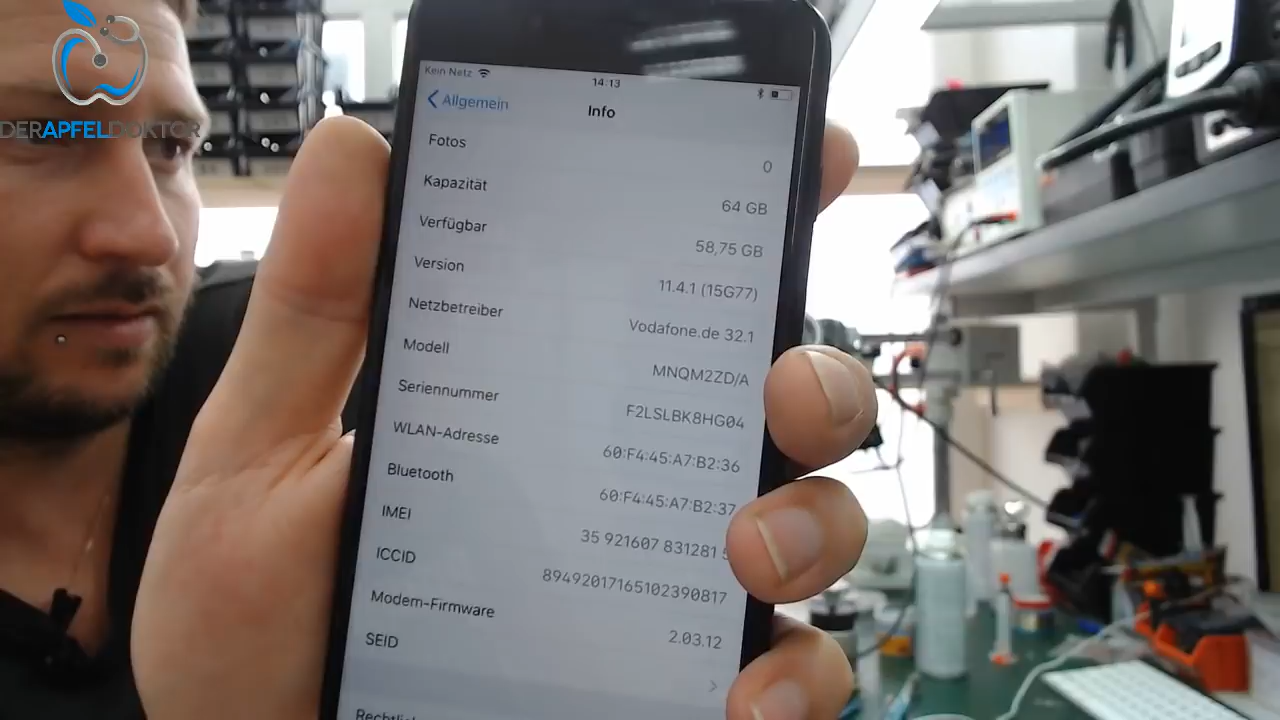 DERAPFELDOKTOR
Kein Netz 14:13
Allgemein Info
Fotos 0
Kapazität 64 GB
Verfügbar 58,75 GB
Version 11.4.1 (15G77)
Netzbetreiber Vodafone.de 32.1
Modell MNQM2ZD/A
Seriennummer F2LSLBK8HG04
WLAN-Adresse 60:F4:45:A7:B2:36
Bluetooth 60:F4:45:A7:B2:37
IMEI 35 921607 831281
ICCID 89492017165102390817
Modem-Firmware 2.03.12
SEID